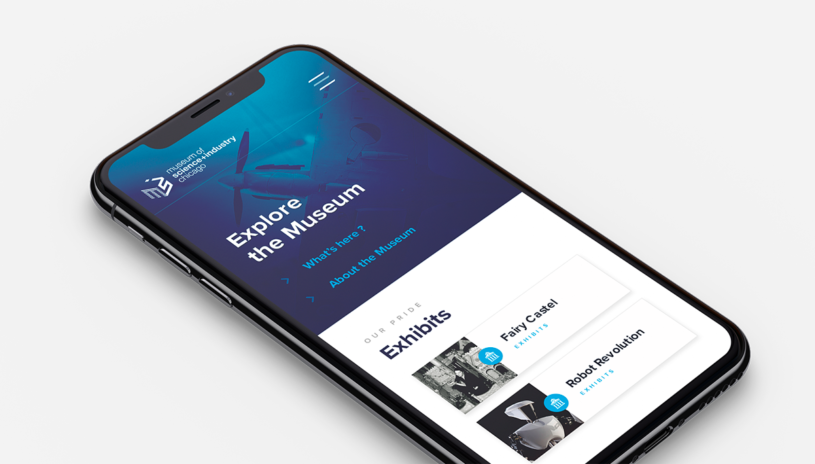 museum of
science+industry
chicago
Explore
the Museum
What's here ?
About the Museum
OUR PRIDE
Exhibits
Fairy Castel
EXHIBITS
Robot Revolution
EXHIBITS